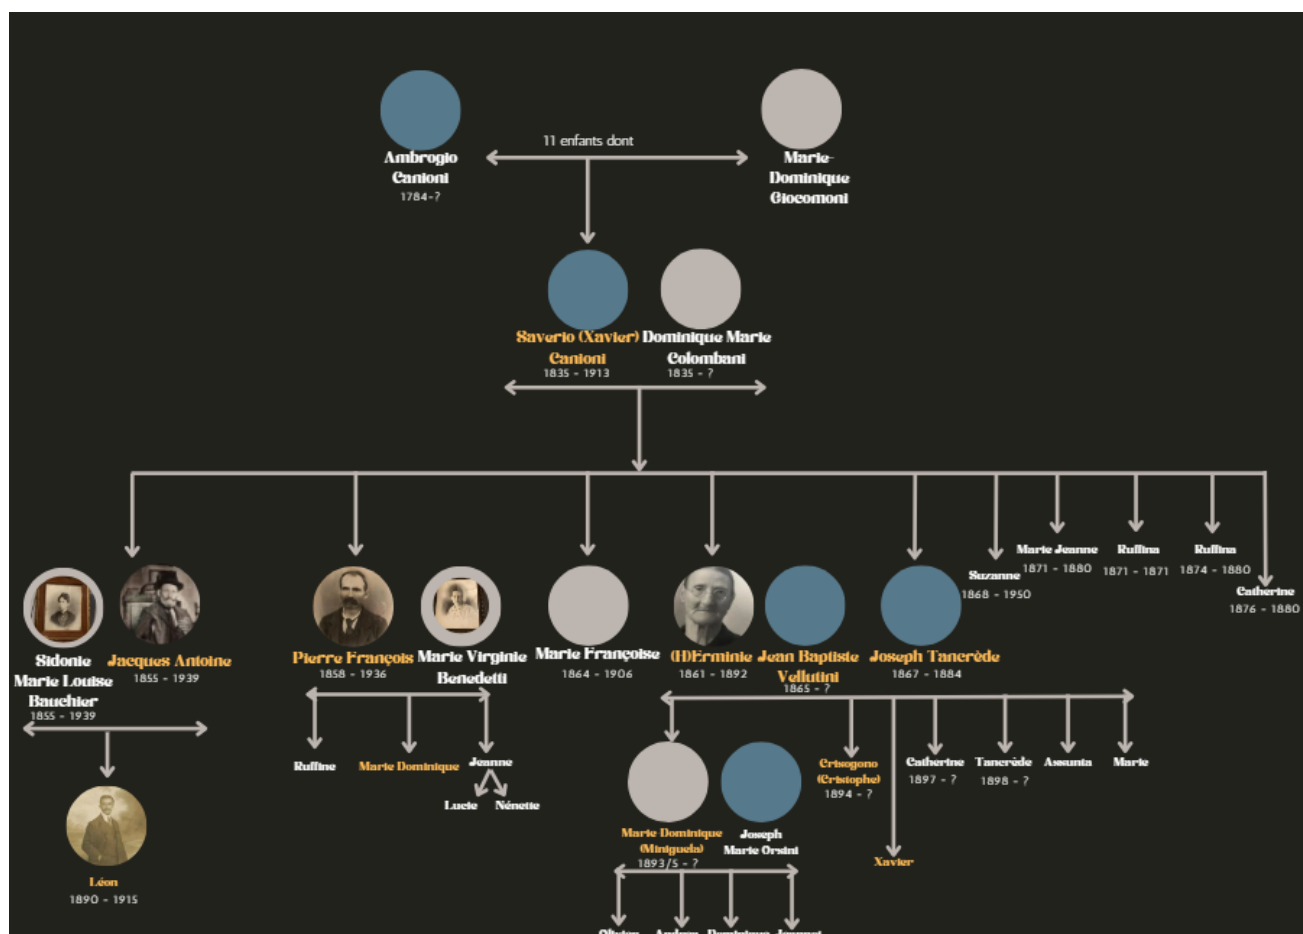 11 enfants dont
Ambrogio
Canioni
1784-?
Marie-
Dominique
Giocomoni
Saverio (Xavier)
Canioni
1835 - 1913
Dominique Marie
Colombani
1835 - ?
Sidonie
Marie Louise
Bauchier
1855 - 1939
Jacques Antoine
1855 - 1939
Pierre François
1858 - 1936
Marie Virginie
Benedetti
Marie Françoise
1864 - 1906
(H)Erminie
1861 - 1892
Jean Baptiste
Vellutini
1865 - ?
Joseph Tancrède
1867 - 1884
Suzanne
1868 - 1950
Marie Jeanne
1871 - 1880
Ruffina
1871 - 1871
Ruffina
1874 - 1880
Catherine
1876 - 1880
Léon
1890 - 1915
Ruffine
Marie Dominique
Jeanne
Lucie
Nénette
Marie-Dominique
(Miniguela)
1893/5 - ?
Joseph
Marie Orsini
Crisogono
(Cristophe)
1894 - ?
Xavier
Catherine
1897 - ?
Tancrède
1898 - ?
Assunta
Marie
Dominique